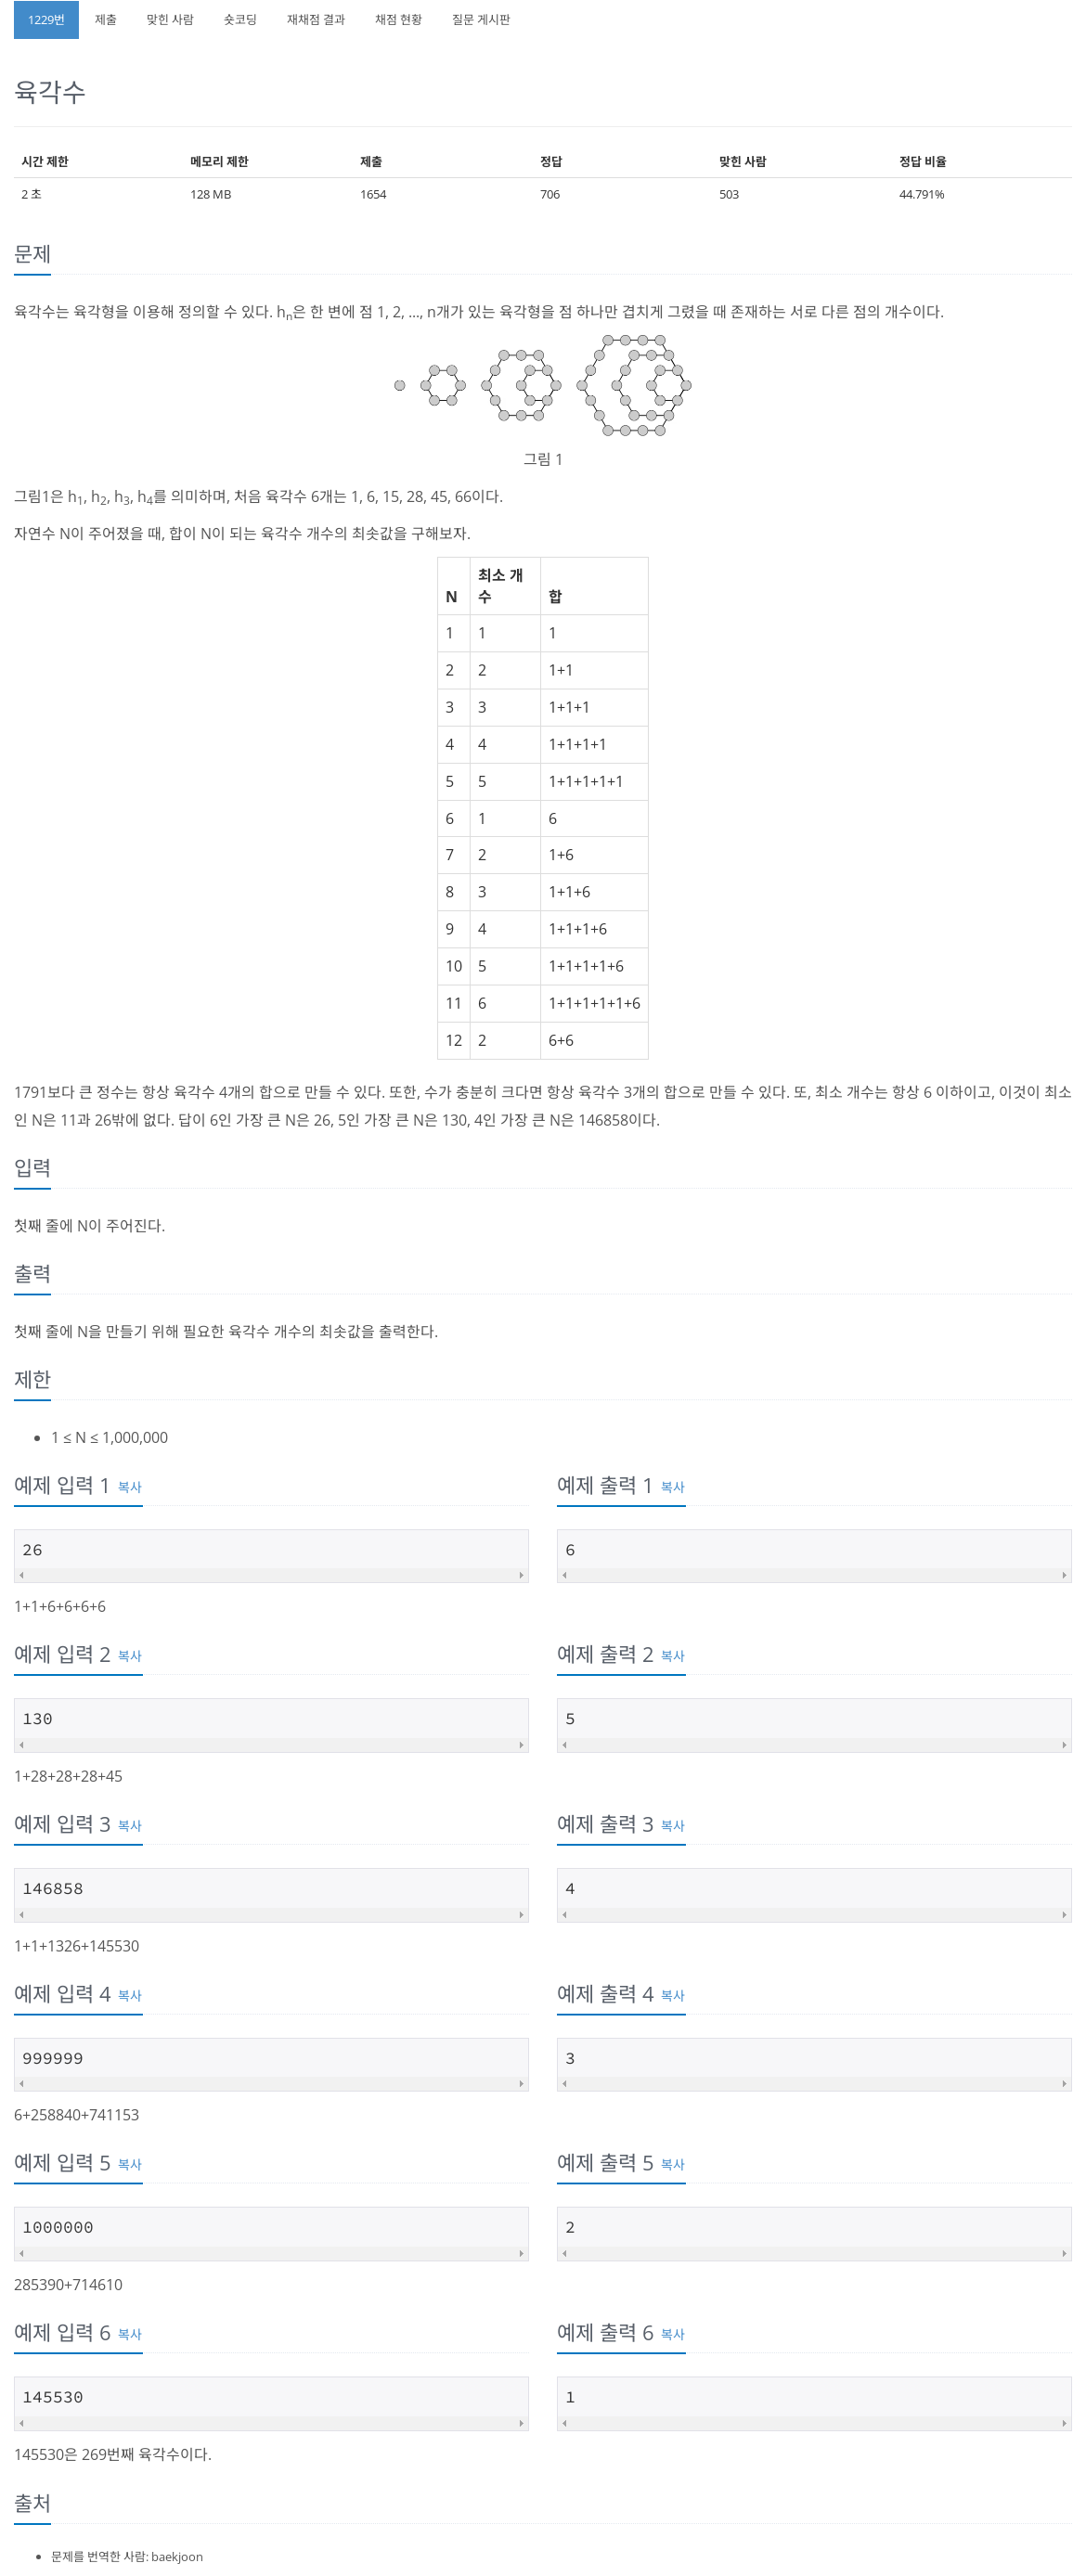 1229번 제출 맞힌 사람 숏코딩 재채점 결과 채점 현황 질문 게시판
육각수
시간 제한 메모리 제한 제출 정답 맞힌 사람 정답 비율
2 초 128 MB 1654 706 503 44.791%
문제
육각수는 육각형을 이용해 정의할 수 있다. hn은 한 변에 점 1, 2, ..., n개가 있는 육각형을 점 하나만 겹치게 그렸을 때 존재하는 서로 다른 점의 개수이다.
그림 1
그림1은 h1, h2, h3, h4를 의미하며, 처음 육각수 6개는 1, 6, 15, 28, 45, 66이다.
자연수 N이 주어졌을 때, 합이 N이 되는 육각수 개수의 최솟값을 구해보자.
N 최소 개수 합
1 1 1
2 2 1+1
3 3 1+1+1
4 4 1+1+1+1
5 5 1+1+1+1+1
6 1 6
7 2 1+6
8 3 1+1+6
9 4 1+1+1+6
10 5 1+1+1+1+6
11 6 1+1+1+1+1+6
12 2 6+6
1791보다 큰 정수는 항상 육각수 4개의 합으로 만들 수 있다. 또한, 수가 충분히 크다면 항상 육각수 3개의 합으로 만들 수 있다. 또, 최소 개수는 항상 6 이하이고, 이것이 최소
인 N은 11과 26밖에 없다. 답이 6인 가장 큰 N은 26, 5인 가장 큰 N은 130, 4인 가장 큰 N은 146858이다.
입력
첫째 줄에 N이 주어진다.
출력
첫째 줄에 N을 만들기 위해 필요한 육각수 개수의 최솟값을 출력한다.
제한
1 ≤ N ≤ 1,000,000
예제 입력 1 복사
26
1+1+6+6+6+6
예제 출력 1 복사
6
예제 입력 2 복사
130
1+28+28+28+45
예제 출력 2 복사
5
예제 입력 3 복사
146858
1+1+1326+145530
예제 출력 3 복사
4
예제 입력 4 복사
999999
6+258840+741153
예제 출력 4 복사
3
예제 입력 5 복사
1000000
285390+714610
예제 출력 5 복사
2
예제 입력 6 복사
145530
145530은 269번째 육각수이다.
예제 출력 6 복사
1
출처
문제를 번역한 사람: baekjoon